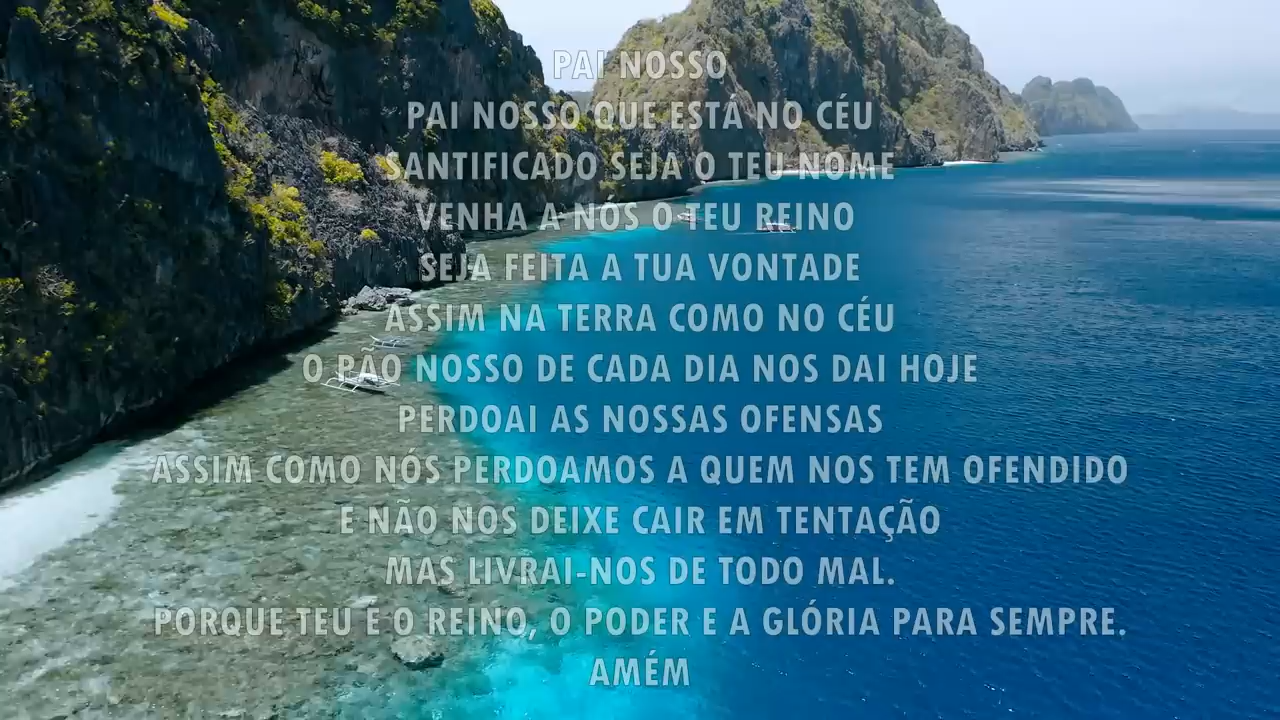 PAI NOSSO
PAI NOSSO QUE ESTÁ NO CÉU
SANTIFICADO SEJA O TEU NOME
VENHA A NÓS O TEU REINO
SEJA FEITA A TUA VONTADE
ASSIM NA TERRA COMO NO CÉU
O PÃO NOSSO DE CADA DIA NOS DAI HOJE
PERDOAI AS NOSSAS OFENSAS
ASSIM COMO NÓS PERDOAMOS A QUEM NOS TEM OFENDIDO
E NÃO NOS DEIXE CAIR EM TENTAÇÃO
MAS LIVRAI-NOS DE TODO MAL.
PORQUE TEU É O REINO, O PODER E A GLÓRIA PARA SEMPRE.
AMÉM